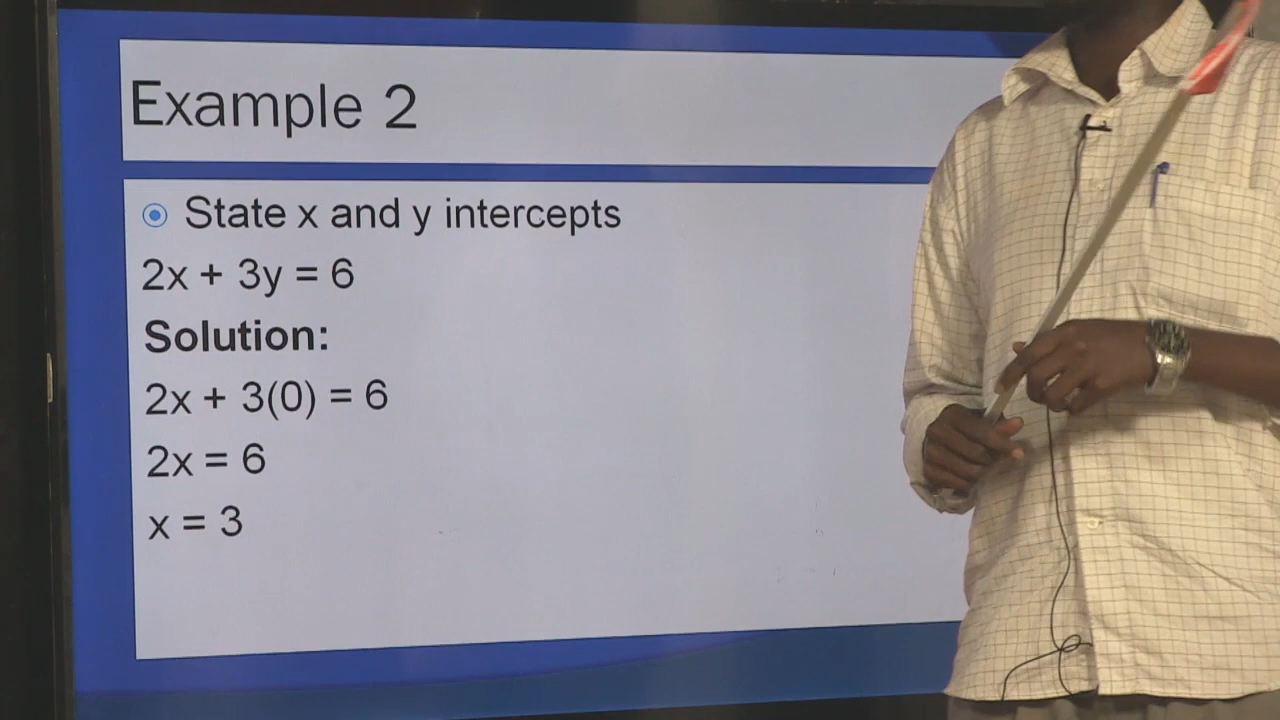 Example 2
State x and y intercepts
2x + 3y = 6
Solution:
2x + 3(0) = 6
2x = 6
x = 3